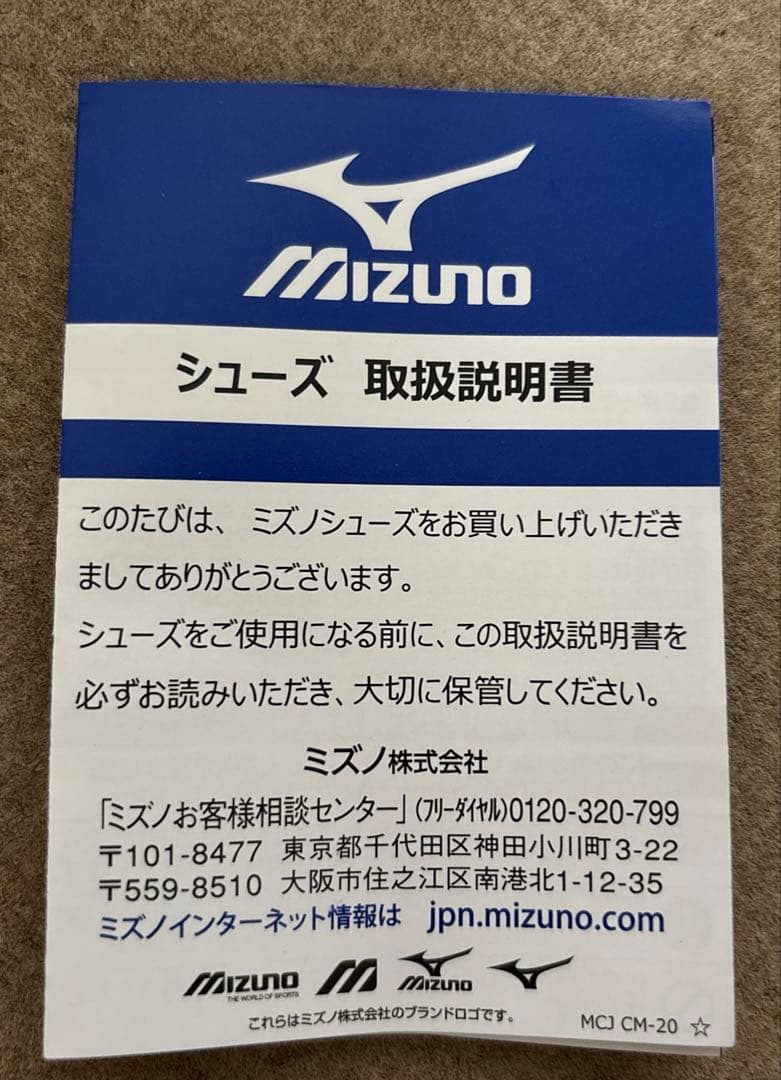 MIZUNO
シューズ 取扱説明書
このたびは、ミズノシューズをお買い上げいただき
ましてありがとうございます。
シューズをご使用になる前に、この取扱説明書を
必ずお読みいただき、大切に保管してください。
ミズノ株式会社
「ミズノお客様相談センター」(フリーダイヤル)0120-320-799
〒101-8477 東京都千代田区神田小川町3-22
〒559-8510 大阪市住之江区南港北1-12-35
ミズノインターネット情報は jpn.mizuno.com
MIZUNO M MIZUNO
THE WORLD OF SPORTS
これらはミズノ株式会社のブランドロゴです。 MCJ CM-20 ☆